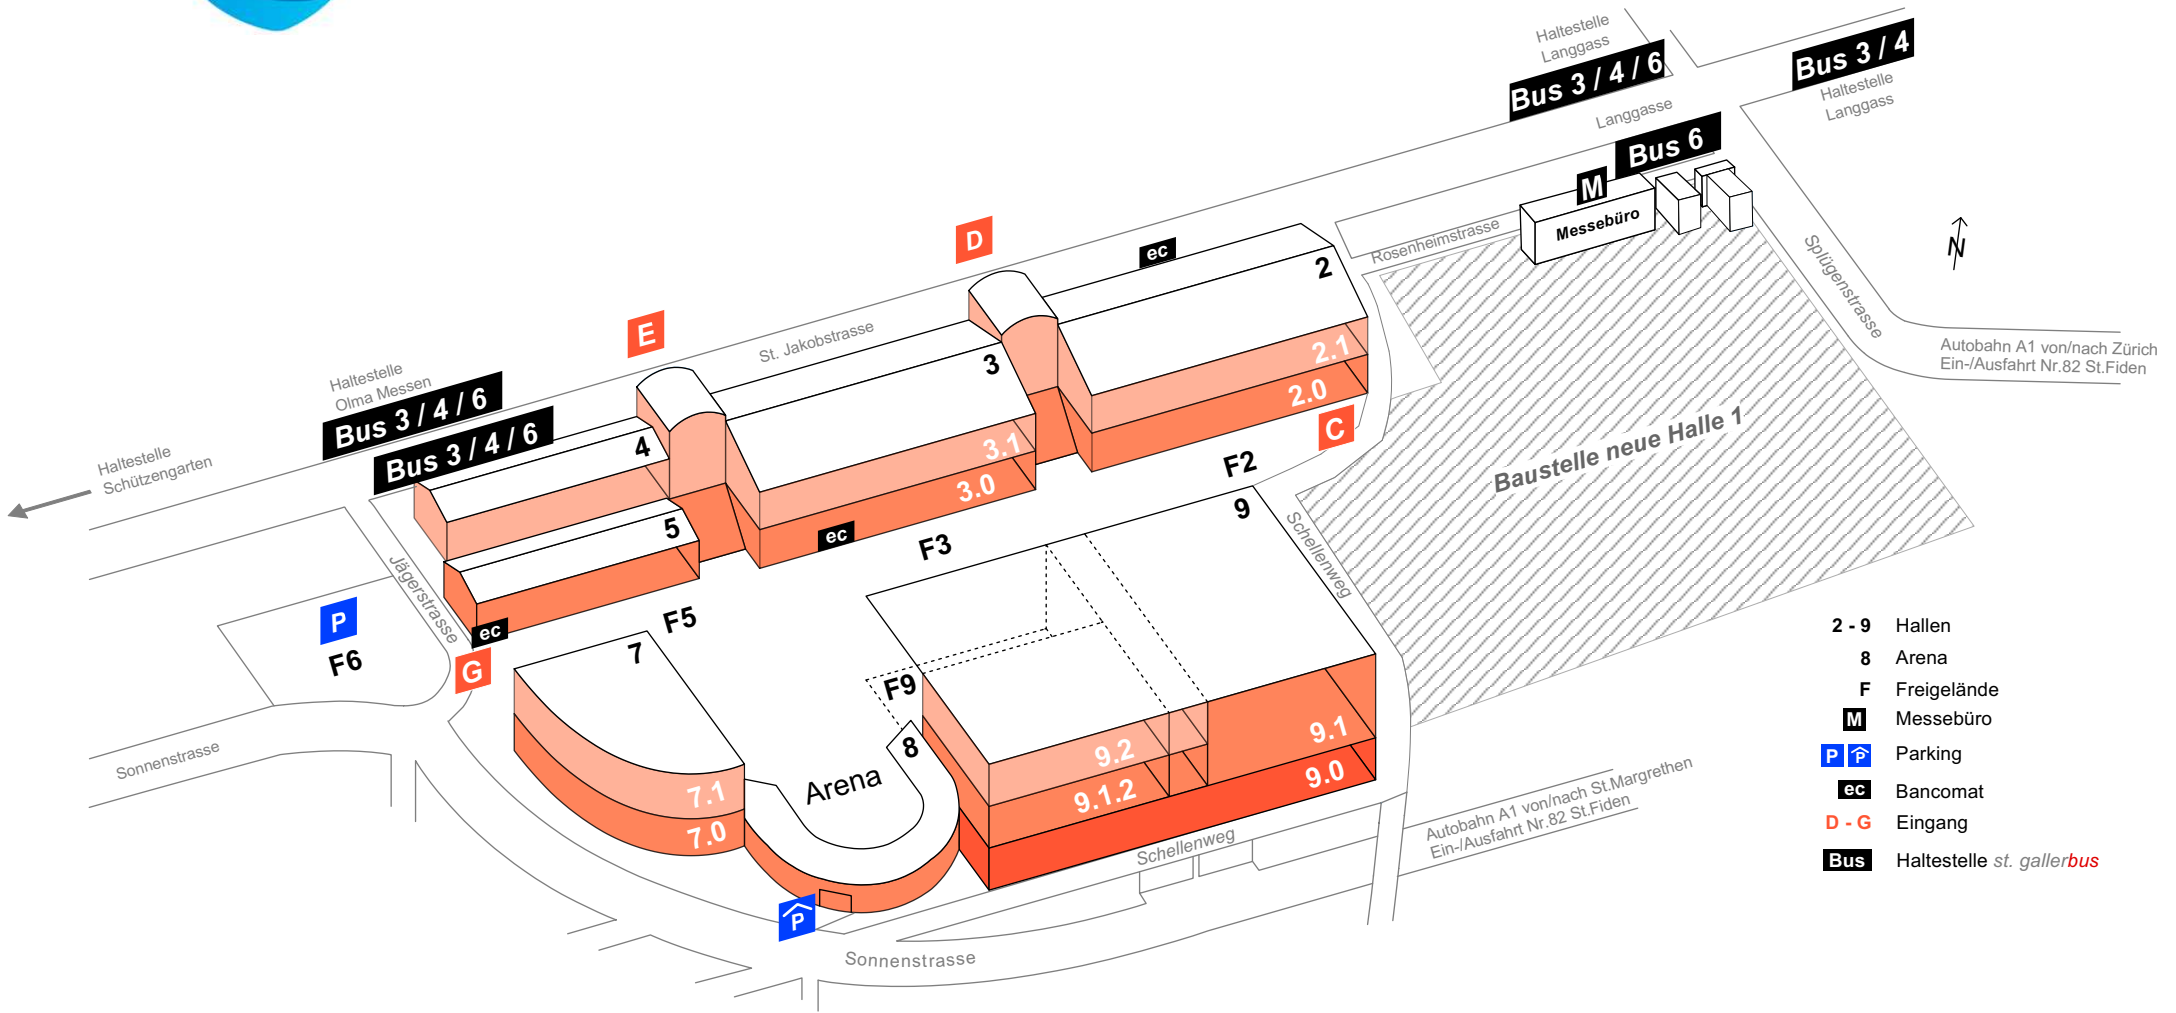 Haltestelle
Langgass
Bus 3 / 4 / 6
Bus 3 / 4
Haltestelle
Langgass
Langgasse
Bus 6
M
Messebüro
Rosenheimstrasse
Splügenstrasse
N
Autobahn A1 von/nach Zürich
Ein-/Ausfahrt Nr.82 St.Fiden
D
ec
2
2.1
2.0
C
E
St. Jakobstrasse
3
3.1
3.0
ec
Haltestelle
Olma Messen
Bus 3 / 4 / 6
Bus 3 / 4 / 6
Haltestelle
Schützengarten
4
5
Jägerstrasse
ec
G
P
F6
F2
F3
F5
9
Schellenweg
Baustelle neue Halle 1
7
7.1
7.0
F9
8
Arena
9.2
9.1
9.1.2
9.0
Sonnenstrasse
P
Schellenweg
Sonnenstrasse
Autobahn A1 von/nach St.Margrethen
Ein-/Ausfahrt Nr.82 St.Fiden
2 - 9 Hallen
8 Arena
F Freigelände
M Messebüro
P P Parking
ec Bancomat
D - G Eingang
Bus Haltestelle st. gallerbus